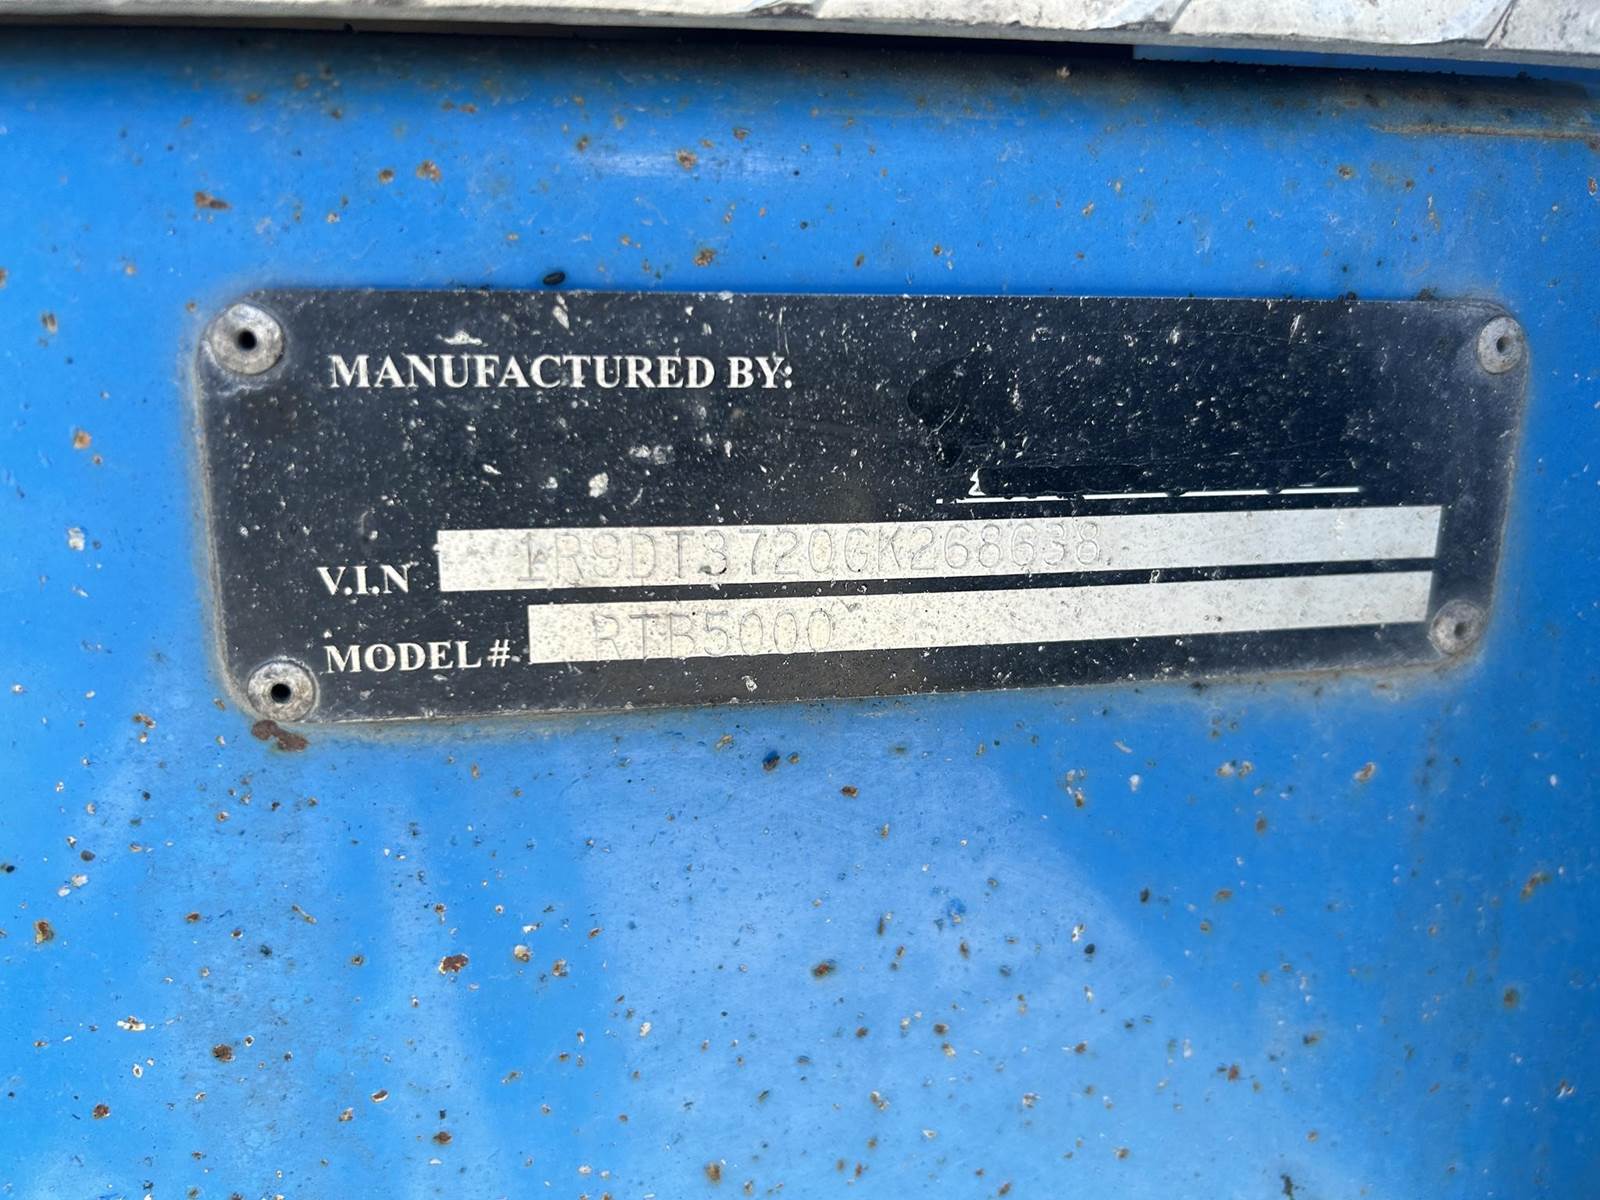 MANUFACTURED BY:
V.I.N 1R9DT3720GK268638
MODEL # RTB5000